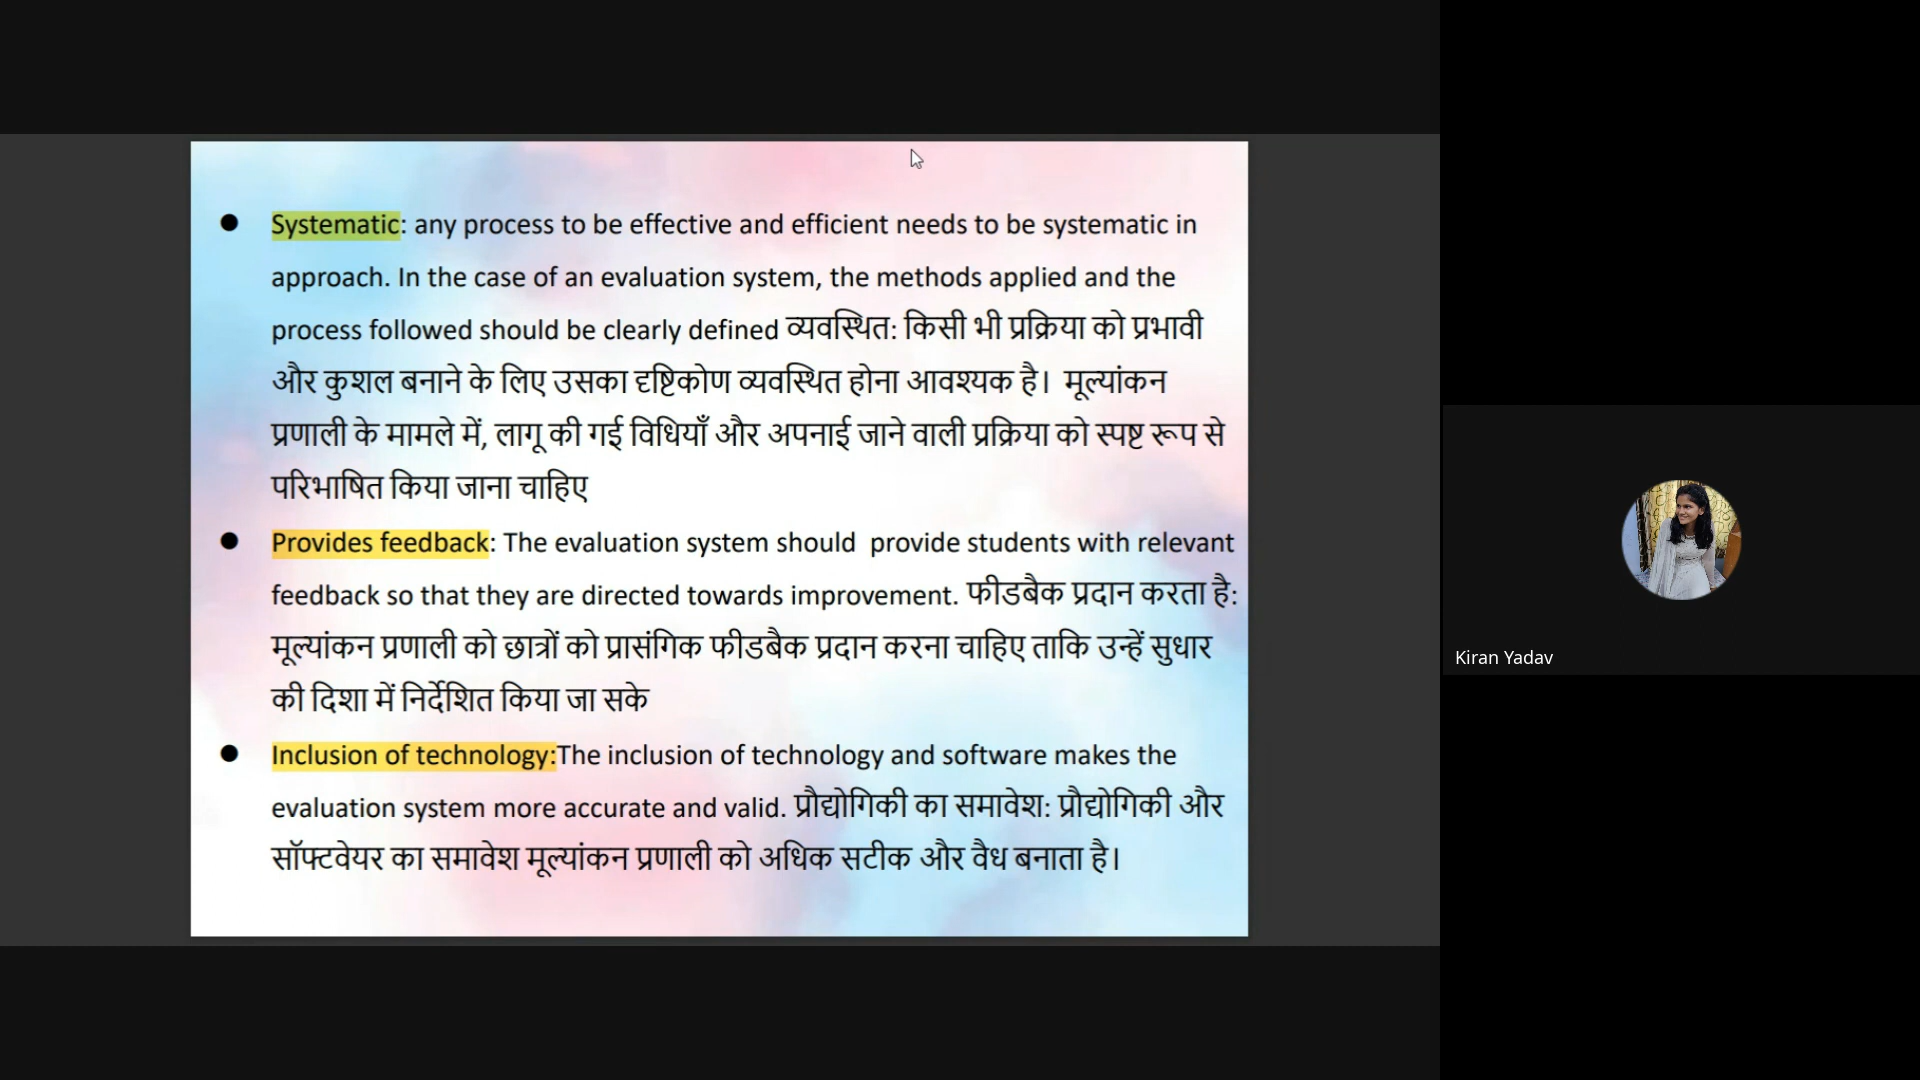 ● Systematic: any process to be effective and efficient needs to be systematic in
approach. In the case of an evaluation system, the methods applied and the
process followed should be clearly defined व्यवस्थित: किसी भी प्रक्रिया को प्रभावी
और कुशल बनाने के लिए उसका दृष्टिकोण व्यवस्थित होना आवश्यक है। मूल्यांकन
प्रणाली के मामले में, लागू की गई विधियाँ और अपनाई जाने वाली प्रक्रिया को स्पष्ट रूप से
परिभाषित किया जाना चाहिए
● Provides feedback: The evaluation system should provide students with relevant
feedback so that they are directed towards improvement. फीडबैक प्रदान करता है:
मूल्यांकन प्रणाली को छात्रों को प्रासंगिक फीडबैक प्रदान करना चाहिए ताकि उन्हें सुधार
की दिशा में निर्देशित किया जा सके
● Inclusion of technology:The inclusion of technology and software makes the
evaluation system more accurate and valid. प्रौद्योगिकी का समावेश: प्रौद्योगिकी और
सॉफ्टवेयर का समावेश मूल्यांकन प्रणाली को अधिक सटीक और वैध बनाता है।
Kiran Yadav